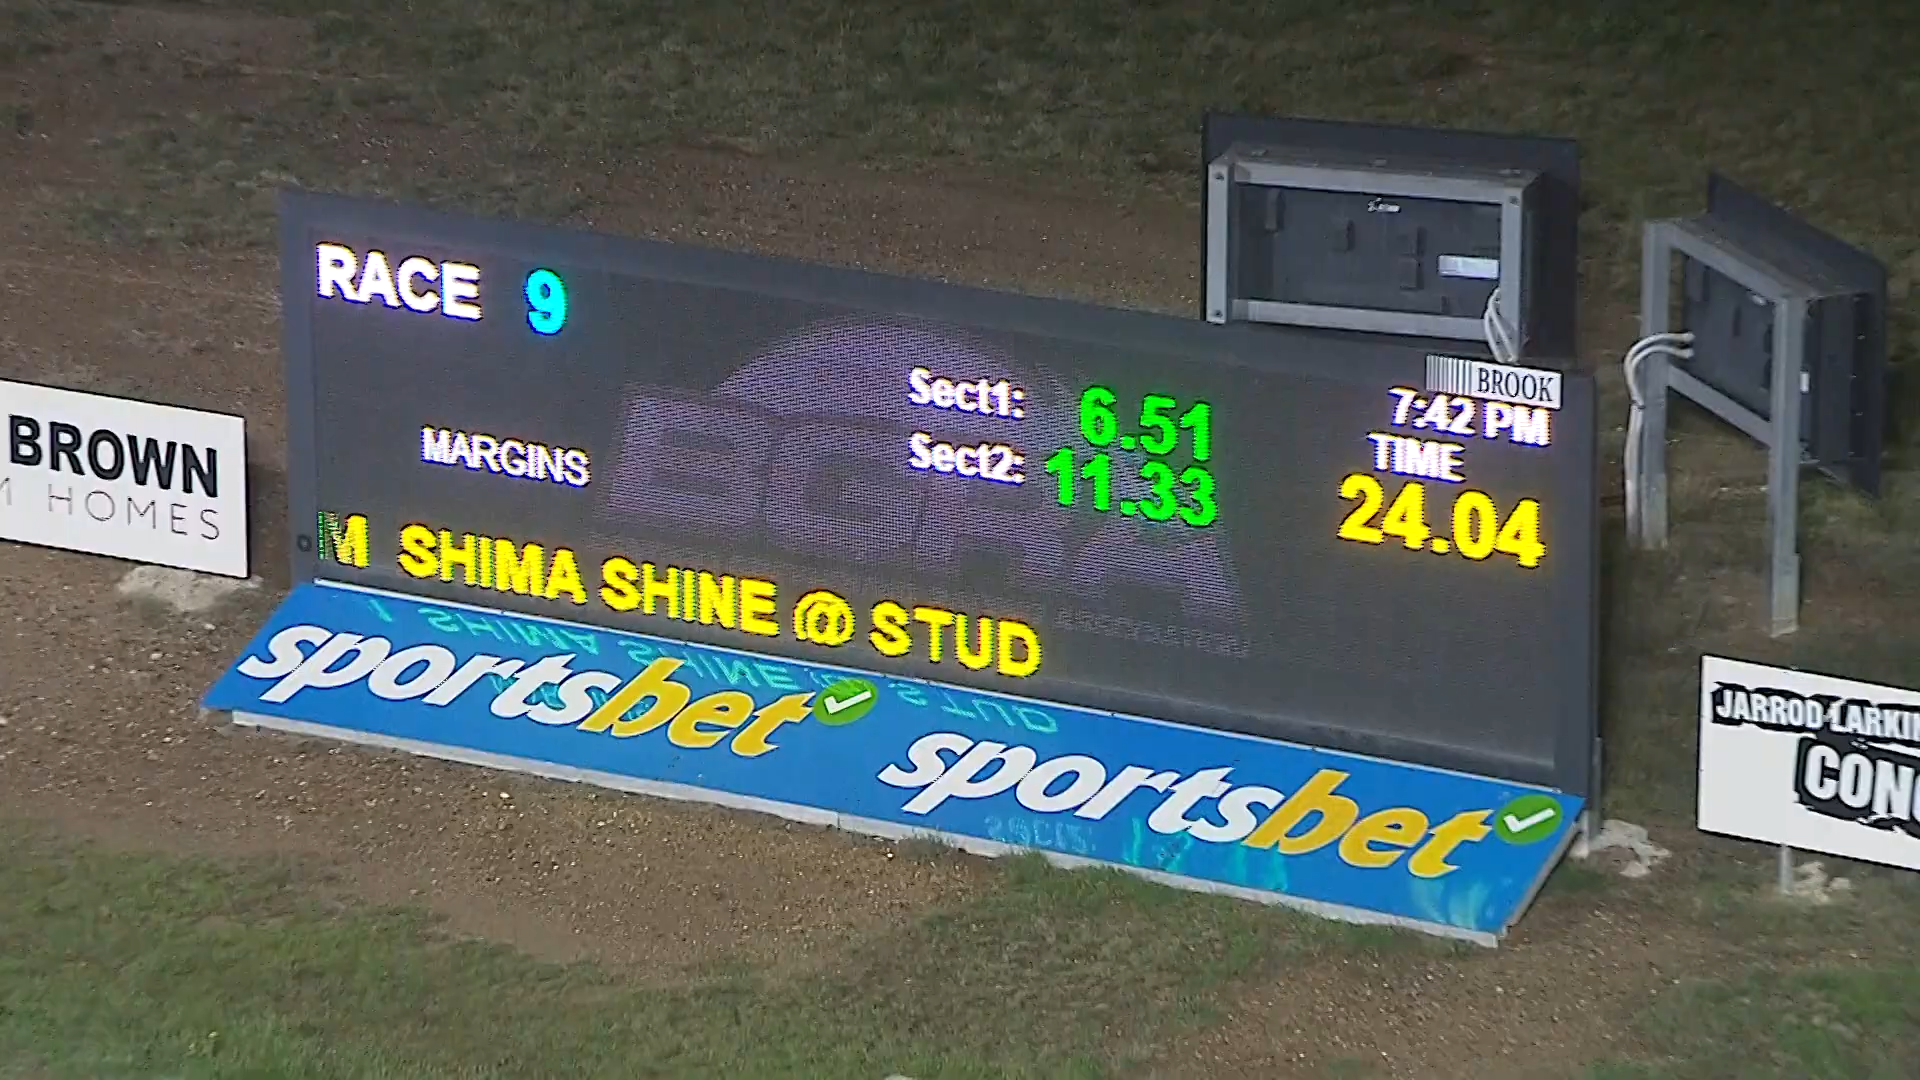 RACE 9
BROOK
7:42 PM
Sect1: 6.51
TIME
MARGINS
Sect2: 11.33
24.04
BGRA
M SHIMA SHINE @ STUD
sportsbet
sportsbet
BROWN
M HOMES
JARROD LARKIN
CONC